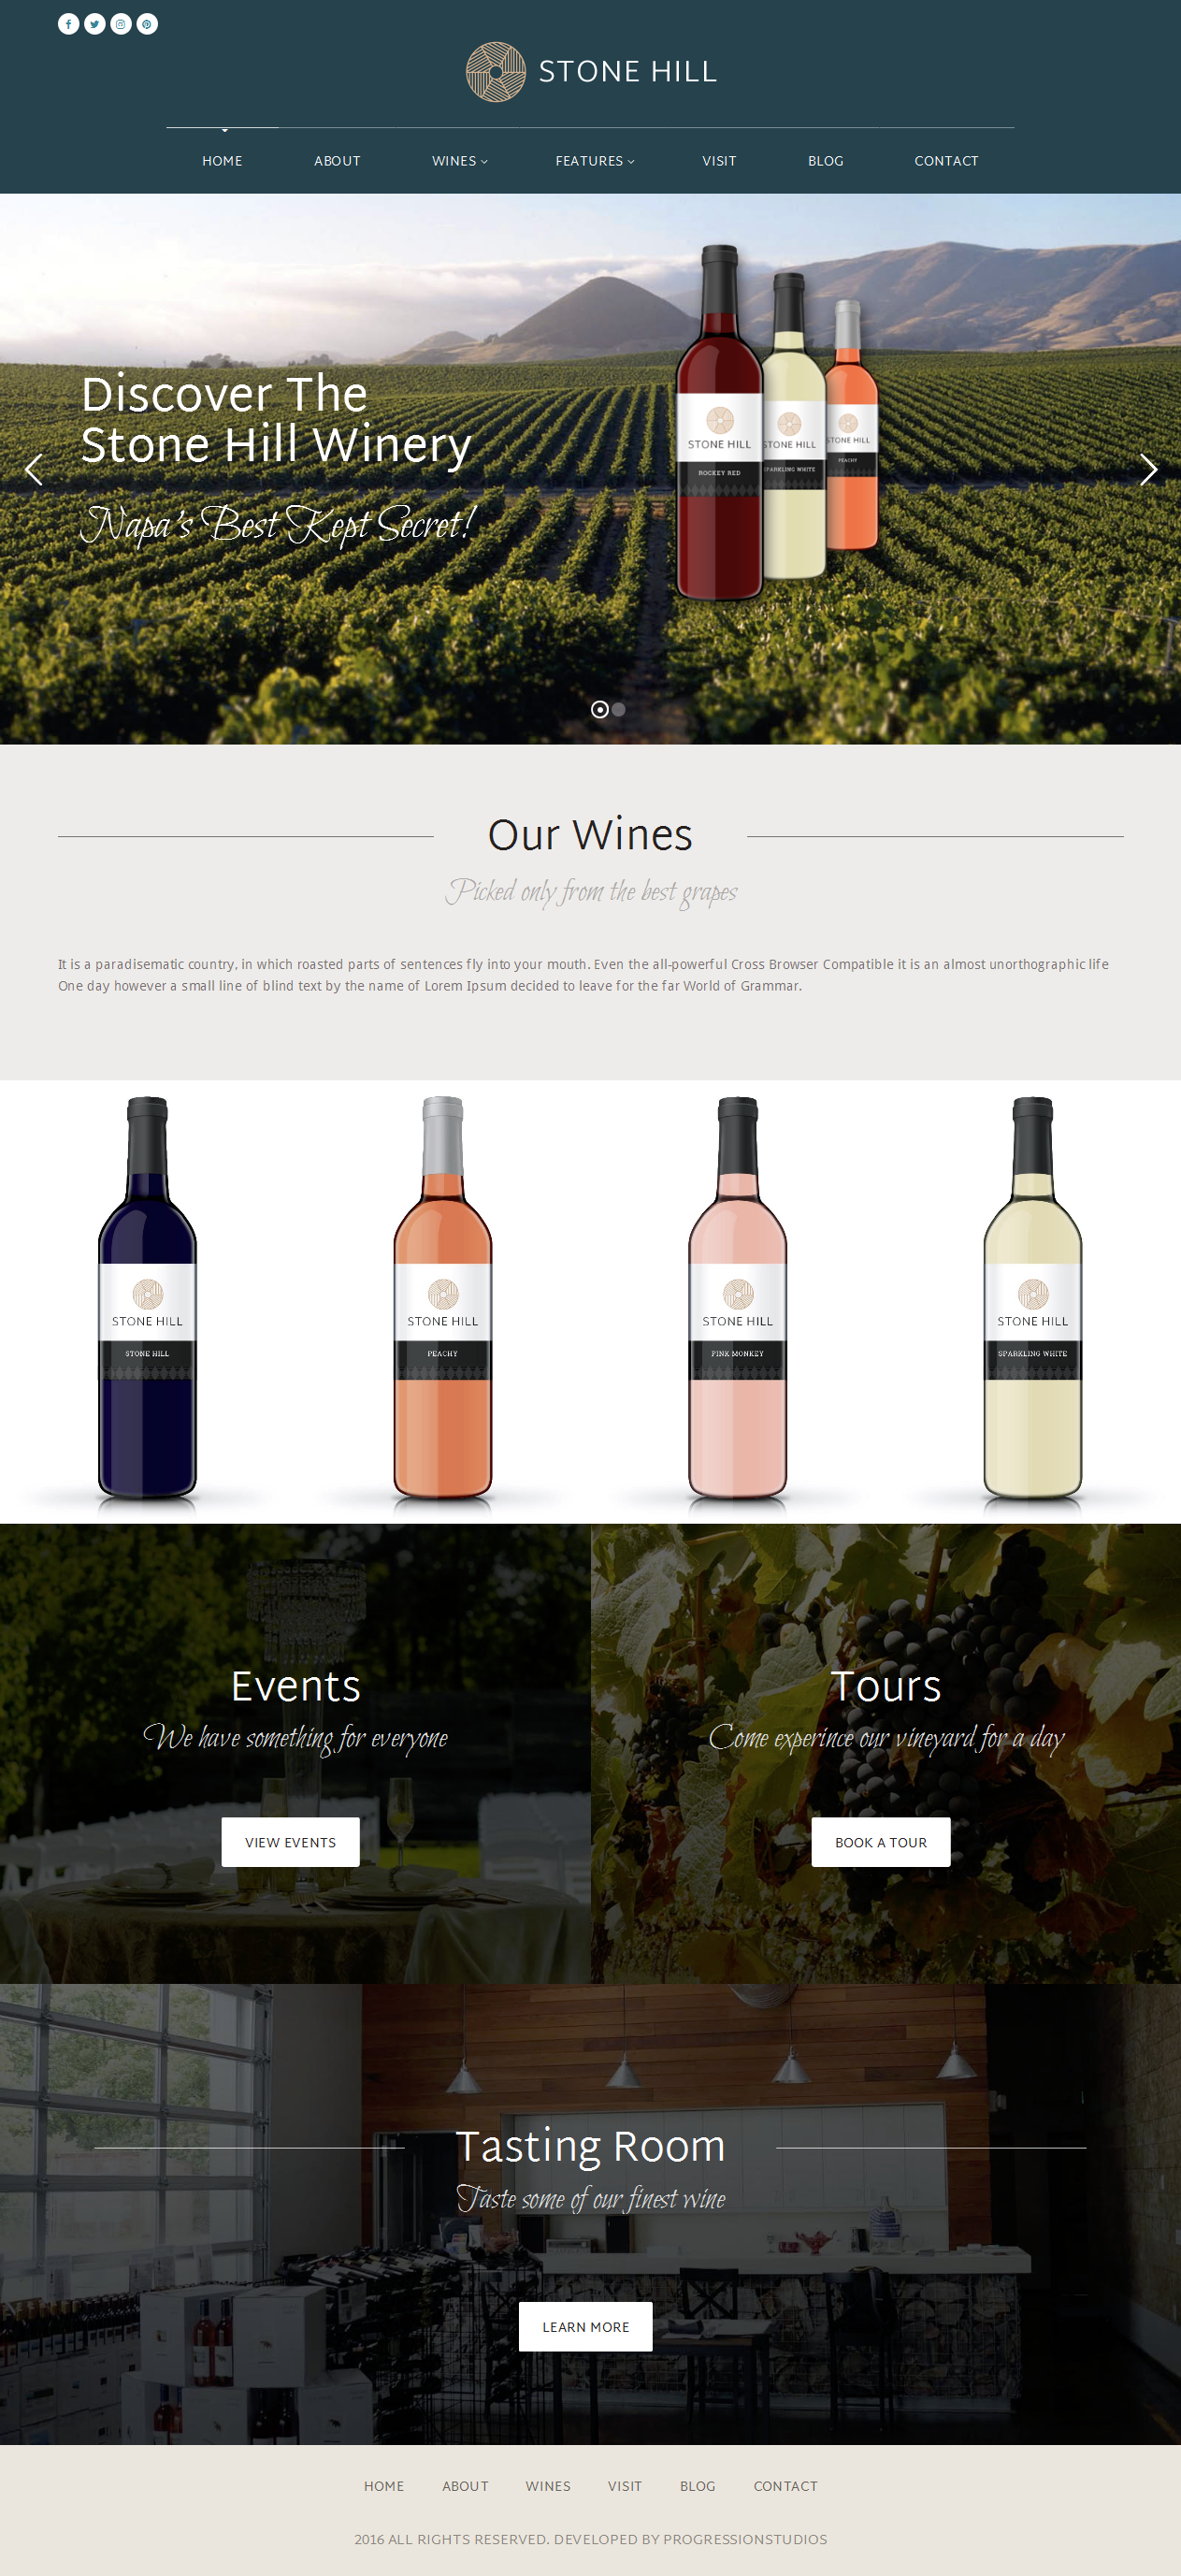 STONE HILL
HOME ABOUT WINES FEATURES VISIT BLOG CONTACT
Discover The
Stone Hill Winery
Napa's Best Kept Secret!
STONE HILL
ROCKEY RED
STONE HILL
SPARKLING WHITE
STONE HILL
PEACHY
Our Wines
Picked only from the best grapes
It is a paradisematic country, in which roasted parts of sentences fly into your mouth. Even the all-powerful Cross Browser Compatible it is an almost unorthographic life
One day however a small line of blind text by the name of Lorem Ipsum decided to leave for the far World of Grammar.
STONE HILL
STONE HILL
STONE HILL
PEACHY
STONE HILL
PINK MONKEY
STONE HILL
SPARKLING WHITE
Events
We have something for everyone
VIEW EVENTS
Tours
Come experince our vineyard for a day
BOOK A TOUR
Tasting Room
Taste some of our finest wine
LEARN MORE
HOME ABOUT WINES VISIT BLOG CONTACT
2016 ALL RIGHTS RESERVED. DEVELOPED BY PROGRESSIONSTUDIOS